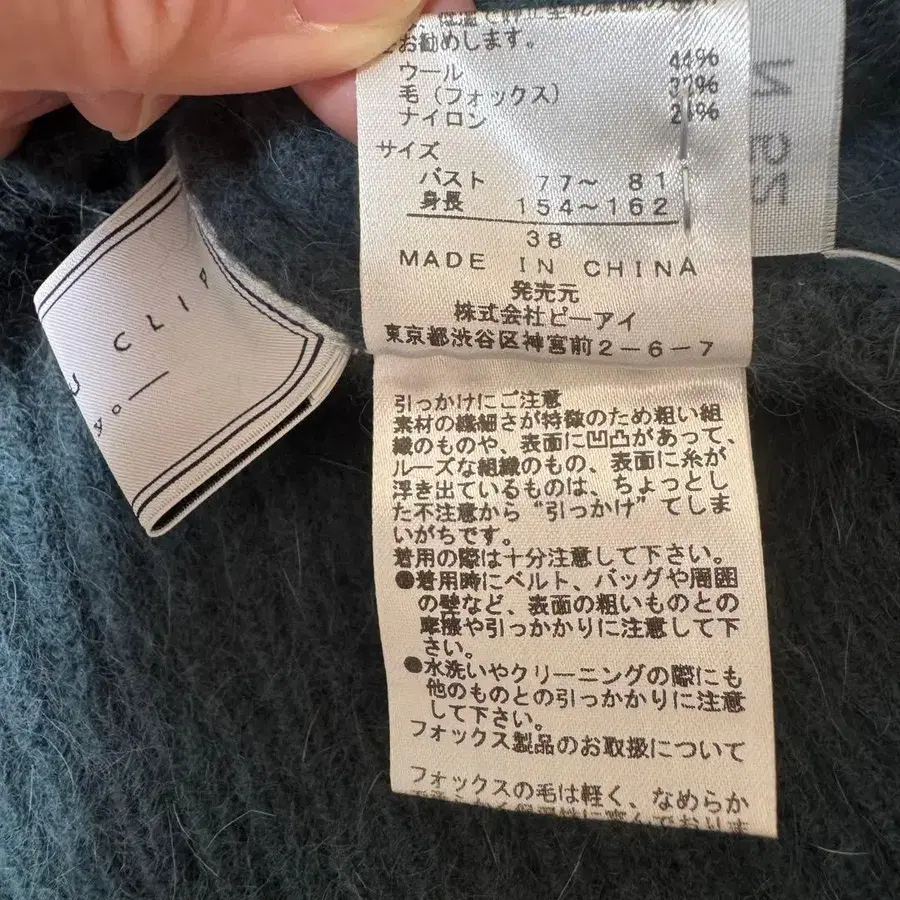 お勧めします。
ウール 44%
毛(フォックス)
ナイロン
サイズ
バスト 77〜 81
身長 154〜162
38
MADE IN CHINA
発売元
株式会社ピーアイ
東京都渋谷区神宮前2-6-7
引っかけにご注意
素材の繊細さが特徴のため粗い組
織のものや、表面に凹凸があって、
ルーズな組織のもの、表面に糸が
浮き出ているものは、ちょっとし
た不注意から“引っかけ”てしま
いがちです。
着用の際は十分注意して下さい。
●着用時にベルト、バッグや周囲
の壁など、表面の粗いものとの
摩擦や引っかかりに注意して下
さい。
●水洗いやクリーニングの際にも
他のものとの引っかかりに注意
して下さい。
フォックス製品のお取扱について
フォックスの毛は軽く、なめらか
CLIP
yo